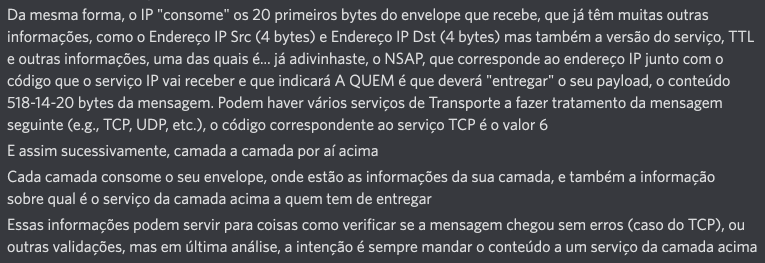 Da mesma forma, o IP "consome" os 20 primeiros bytes do envelope que recebe, que já têm muitas outras
informações, como o Endereço IP Src (4 bytes) e Endereço IP Dst (4 bytes) mas também a versão do serviço, TTL
e outras informações, uma das quais é... já adivinhaste, o NSAP, que corresponde ao endereço IP junto com o
código que o serviço IP vai receber e que indicará A QUEM é que deverá "entregar" o seu payload, o conteúdo
518-14-20 bytes da mensagem. Podem haver vários serviços de Transporte a fazer tratamento da mensagem
seguinte (e.g., TCP, UDP, etc.), o código correspondente ao serviço TCP é o valor 6
E assim sucessivamente, camada a camada por aí acima
Cada camada consome o seu envelope, onde estão as informações da sua camada, e também a informação
sobre qual é o serviço da camada acima a quem tem de entregar
Essas informações podem servir para coisas como verificar se a mensagem chegou sem erros (caso do TCP), ou
outras validações, mas em última análise, a intenção é sempre mandar o conteúdo a um serviço da camada acima